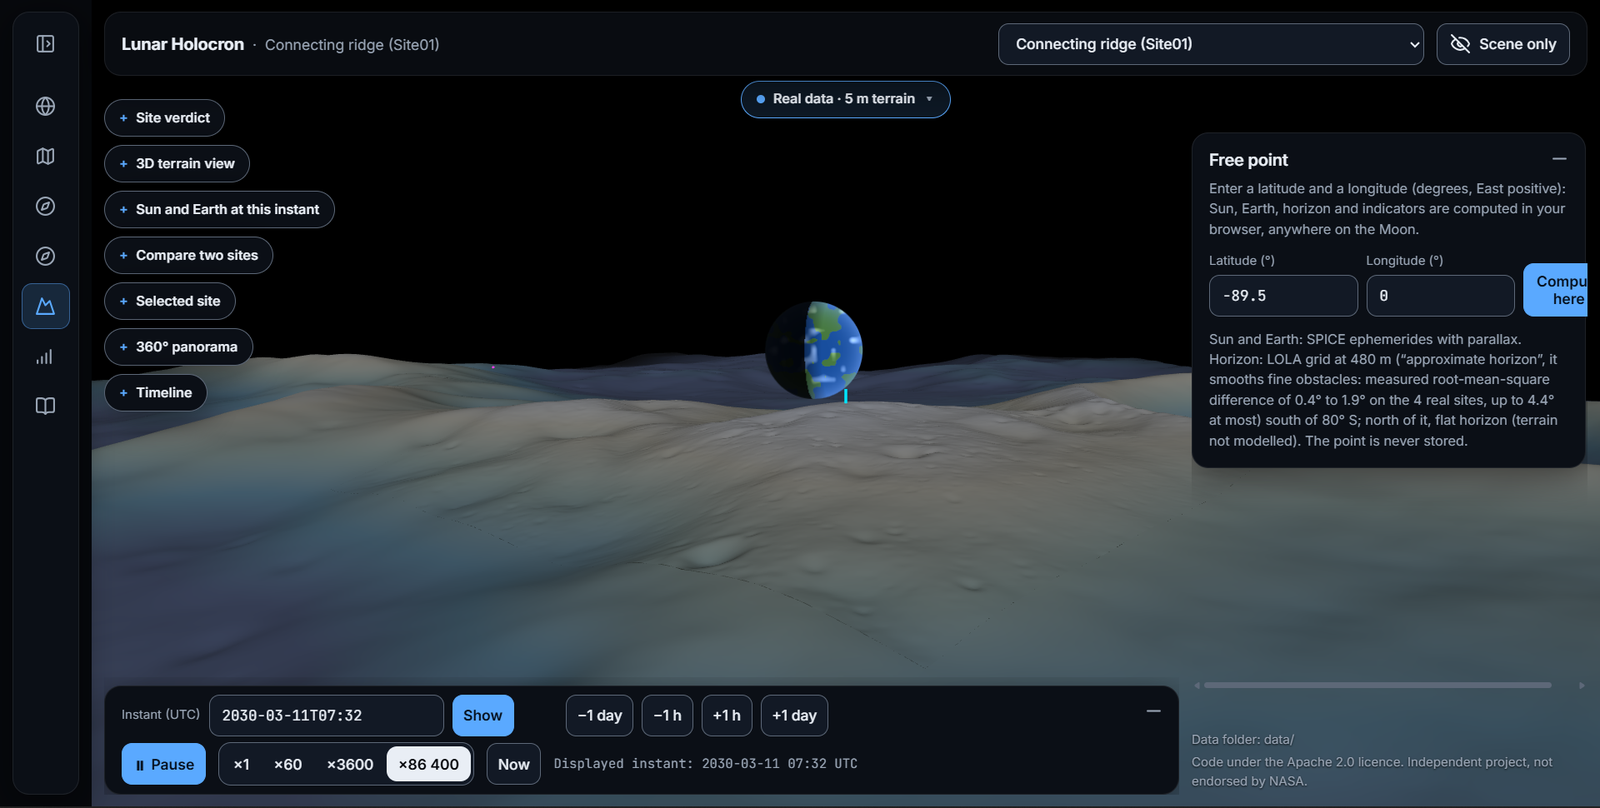 Lunar Holocron · Connecting ridge (Site01)
Connecting ridge (Site01)
Scene only
Real data · 5 m terrain
+ Site verdict
+ 3D terrain view
+ Sun and Earth at this instant
+ Compare two sites
+ Selected site
+ 360° panorama
+ Timeline
Free point
Enter a latitude and a longitude (degrees, East positive):
Sun, Earth, horizon and indicators are computed in your
browser, anywhere on the Moon.
Latitude (°) Longitude (°)
-89.5 0
Compu
here
Sun and Earth: SPICE ephemerides with parallax.
Horizon: LOLA grid at 480 m (“approximate horizon”, it
smooths fine obstacles: measured root-mean-square
difference of 0.4° to 1.9° on the 4 real sites, up to 4.4°
at most) south of 80° S; north of it, flat horizon (terrain
not modelled). The point is never stored.
Instant (UTC) 2030-03-11T07:32 Show −1 day −1 h +1 h +1 day
Pause ×1 ×60 ×3600 ×86 400 Now Displayed instant: 2030-03-11 07:32 UTC
Data folder: data/
Code under the Apache 2.0 licence. Independent project, not
endorsed by NASA.